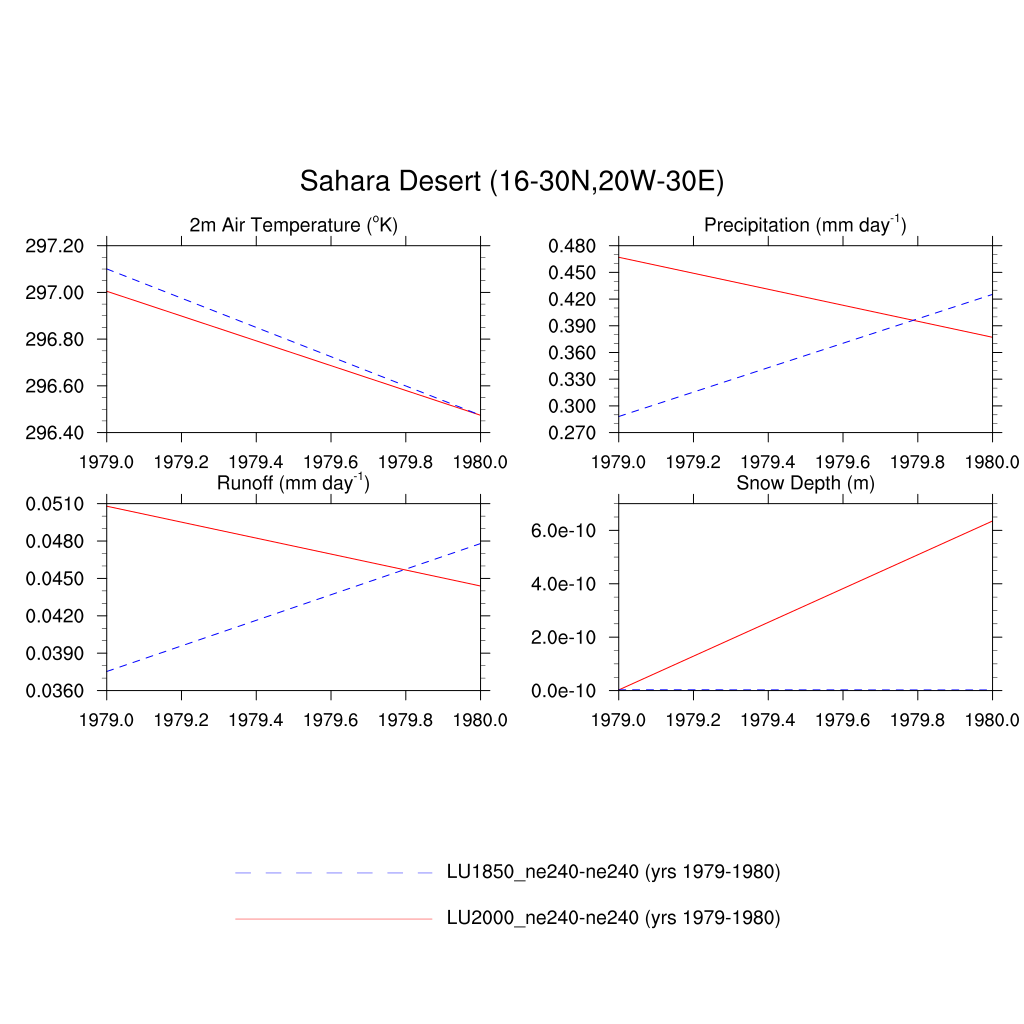 Sahara Desert (16-30N,20W-30E)
2m Air Temperature (°K)
297.20
297.00
296.80
296.60
296.40
1979.0 1979.2 1979.4 1979.6 1979.8 1980.0
Precipitation (mm day⁻¹)
0.480
0.450
0.420
0.390
0.360
0.330
0.300
0.270
1979.0 1979.2 1979.4 1979.6 1979.8 1980.0
Runoff (mm day⁻¹)
0.0510
0.0480
0.0450
0.0420
0.0390
0.0360
1979.0 1979.2 1979.4 1979.6 1979.8 1980.0
Snow Depth (m)
6.0e-10
4.0e-10
2.0e-10
0.0e-10
1979.0 1979.2 1979.4 1979.6 1979.8 1980.0
LU1850_ne240-ne240 (yrs 1979-1980)
LU2000_ne240-ne240 (yrs 1979-1980)